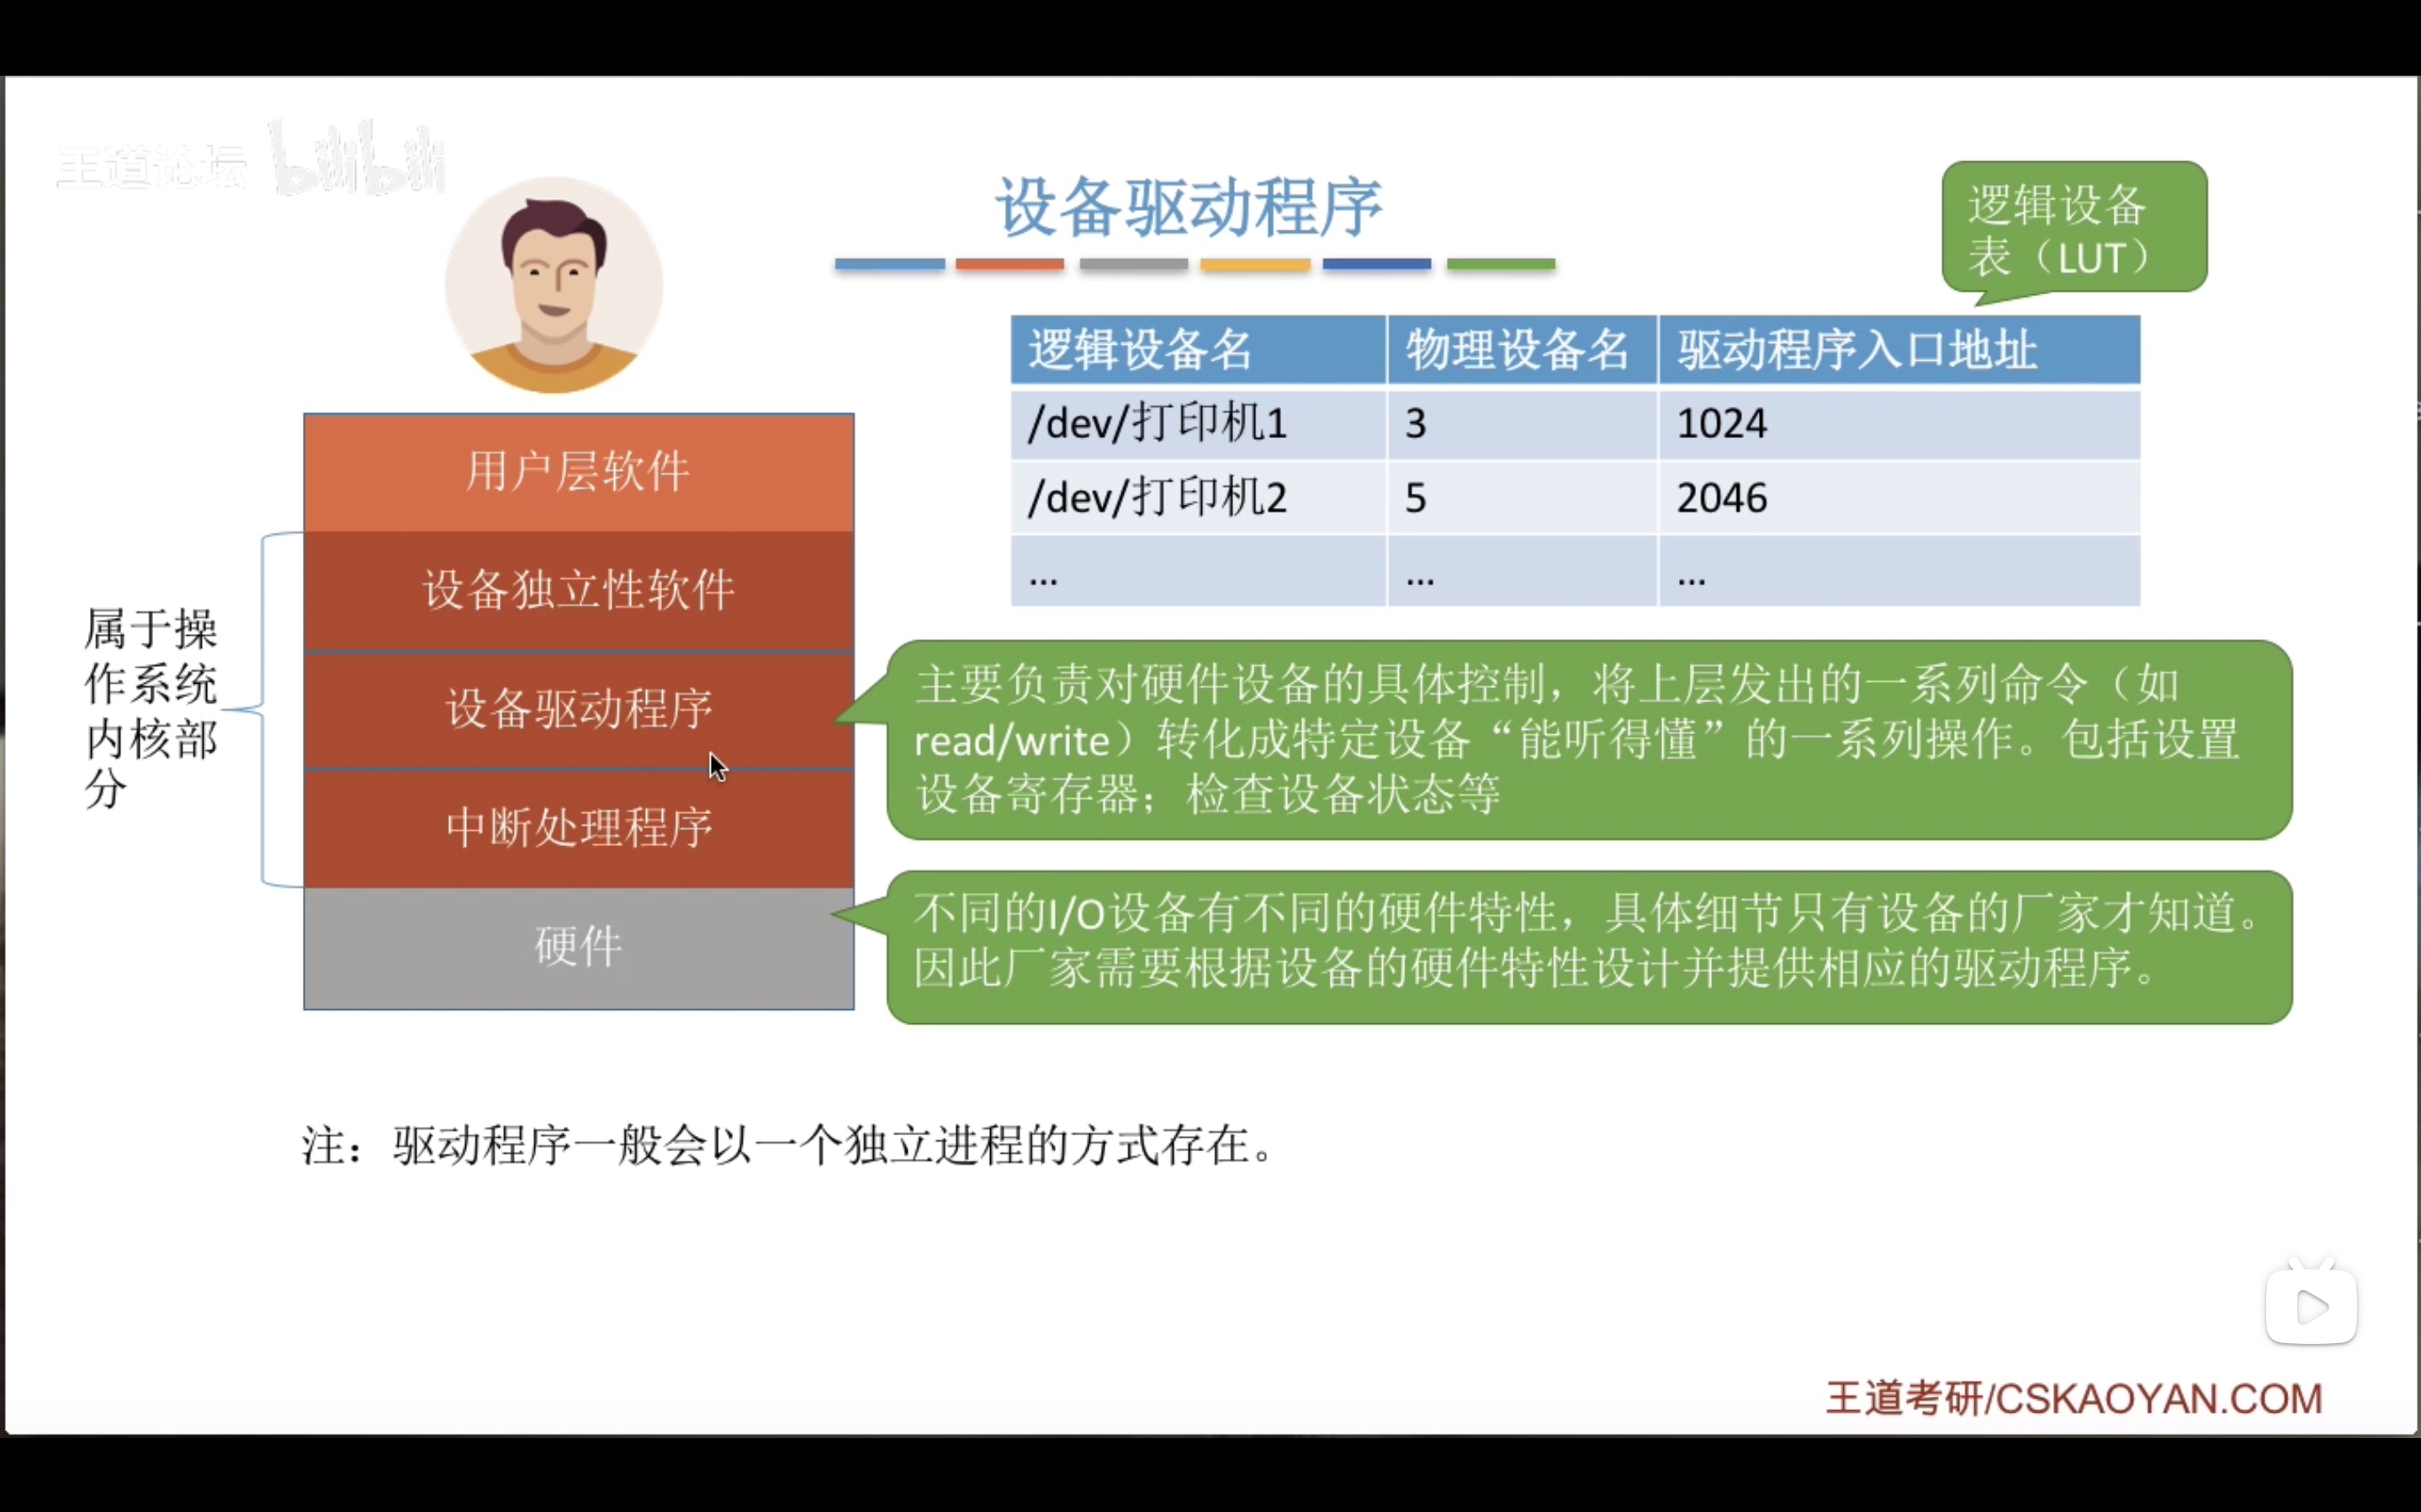 王道论坛 bilibili
设备驱动程序
逻辑设备
表（LUT）
逻辑设备名 物理设备名 驱动程序入口地址
/dev/打印机1 3 1024
/dev/打印机2 5 2046
... ... ...
用户层软件
设备独立性软件
设备驱动程序
中断处理程序
硬件
属于操
作系统
内核部
分
主要负责对硬件设备的具体控制，将上层发出的一系列命令（如
read/write）转化成特定设备“能听得懂”的一系列操作。包括设置
设备寄存器；检查设备状态等
不同的I/O设备有不同的硬件特性，具体细节只有设备的厂家才知道。
因此厂家需要根据设备的硬件特性设计并提供相应的驱动程序。
注：驱动程序一般会以一个独立进程的方式存在。
王道考研/CSKAOYAN.COM